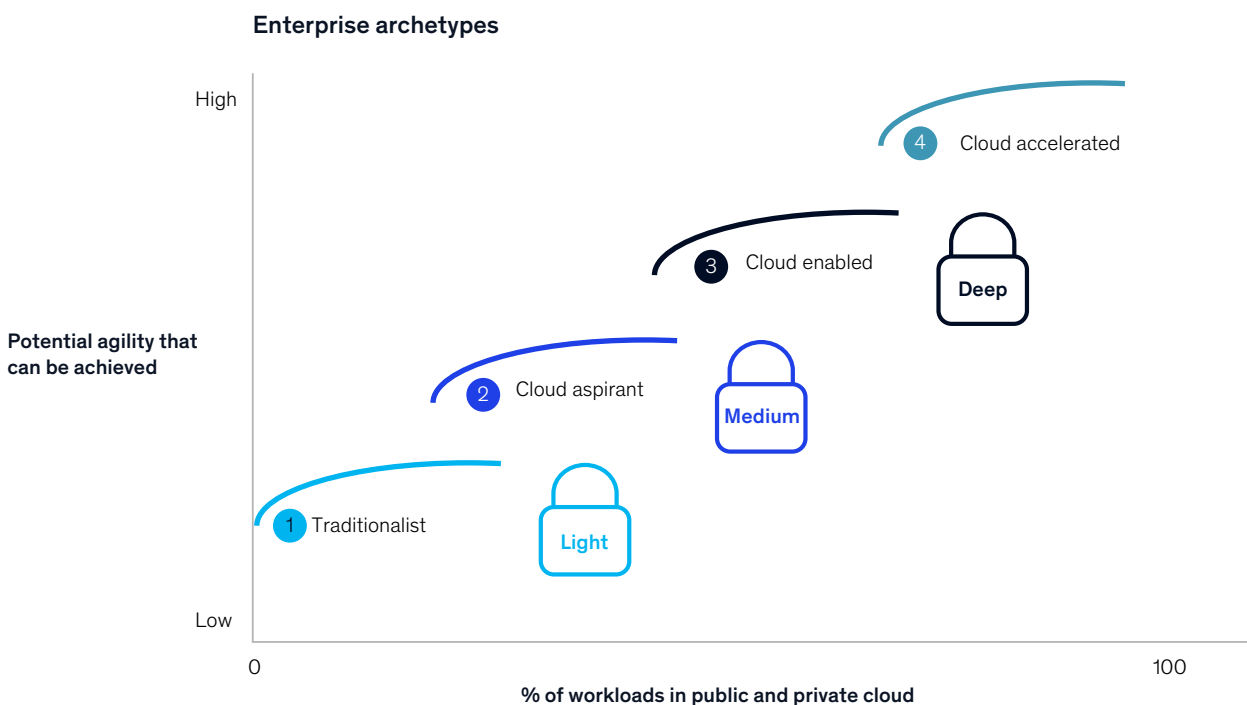 Enterprise archetypes
High
4 Cloud accelerated
3 Cloud enabled
Deep
Potential agility that
can be achieved
2 Cloud aspirant
Medium
1 Traditionalist
Light
Low
0 100
% of workloads in public and private cloud